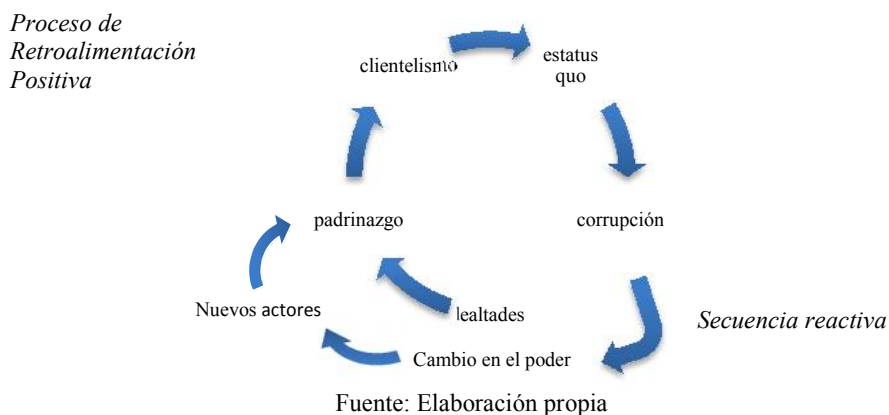 Proceso de
Retroalimentación
Positiva
clientelismo
estatus
quo
padrinazgo
corrupción
Nuevos actores
lealtades
Secuencia reactiva
Cambio en el poder
Fuente: Elaboración propia